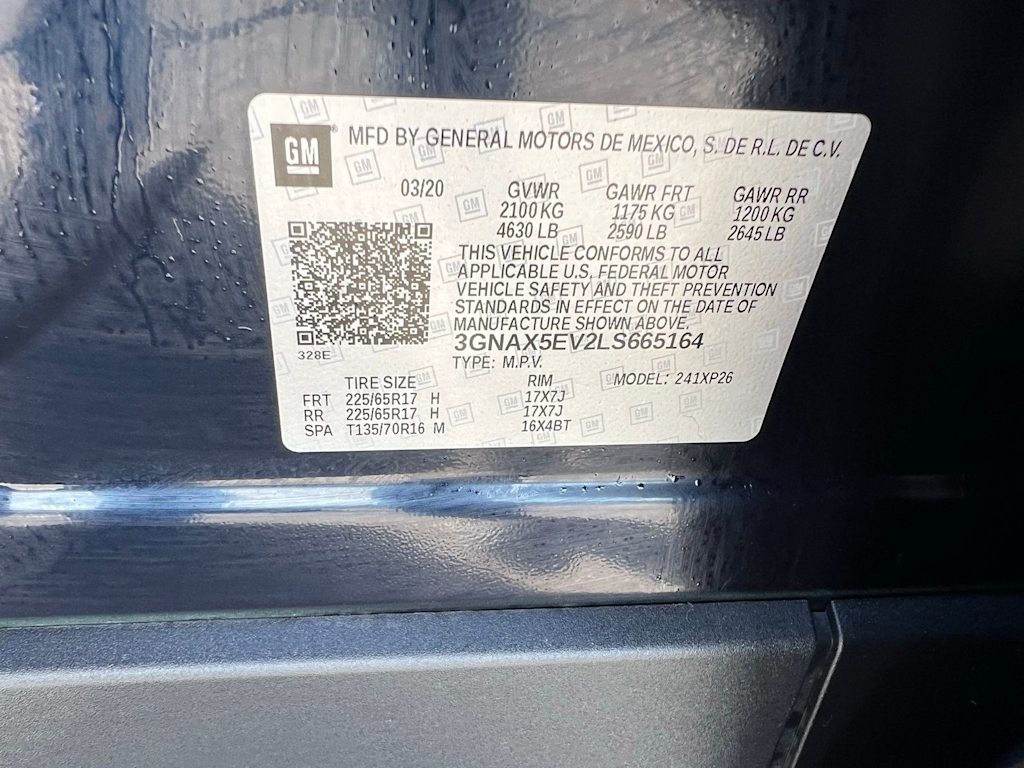 GM
MFD BY GENERAL MOTORS DE MEXICO, S. DE R.L. DE C.V.
03/20 GVWR GAWR FRT GAWR RR
2100 KG 1175 KG 1200 KG
4630 LB 2590 LB 2645 LB
THIS VEHICLE CONFORMS TO ALL
APPLICABLE U.S. FEDERAL MOTOR
VEHICLE SAFETY AND THEFT PREVENTION
STANDARDS IN EFFECT ON THE DATE OF
MANUFACTURE SHOWN ABOVE.
3GNAX5EV2LS665164
328E
TYPE: M.P.V.
TIRE SIZE RIM MODEL: 241XP26
FRT 225/65R17 H 17X7J
RR 225/65R17 H 17X7J
SPA T135/70R16 M 16X4BT